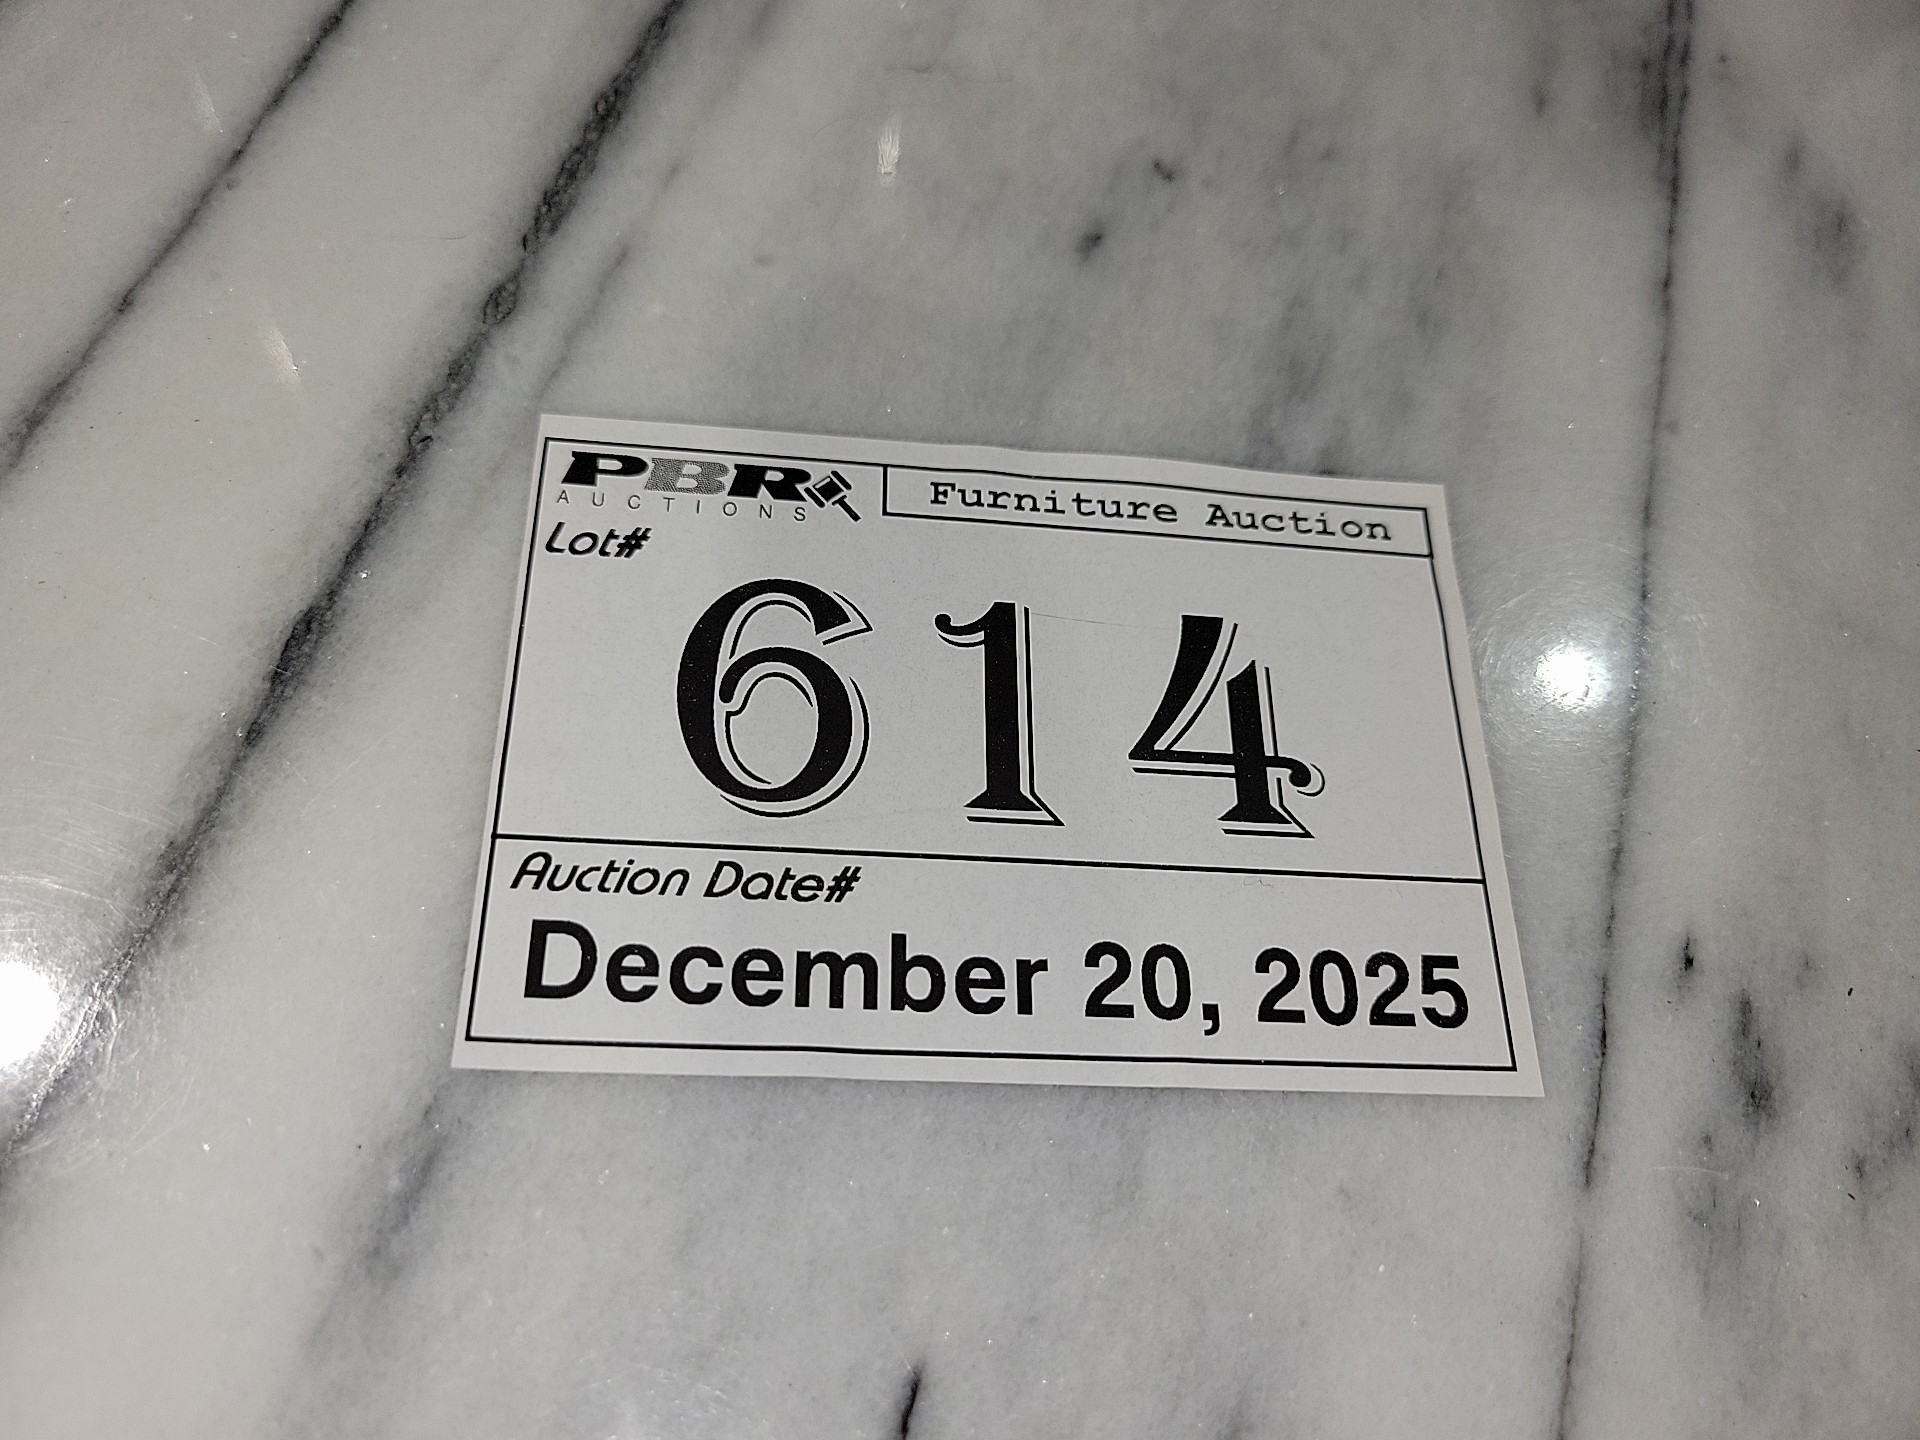 PBR
AUCTIONS
Furniture Auction
Lot#
614
Auction Date#
December 20, 2025